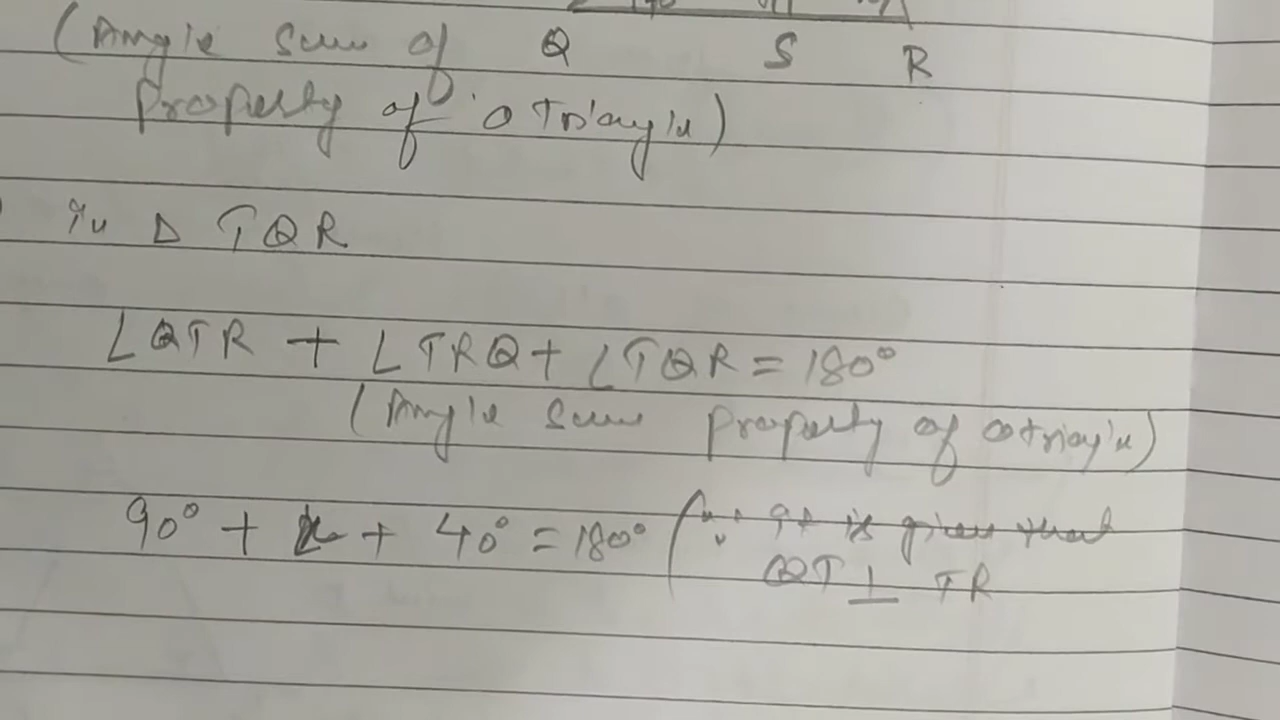 (Angle Sum of Q S R
Property of a Triangle)
In Δ TQR
∠QTR + ∠TRQ + ∠TQR = 180°
(Angle Sum Property of a triangle)
90° + x + 40° = 180° (∵ It is given that
QT ⊥ TR